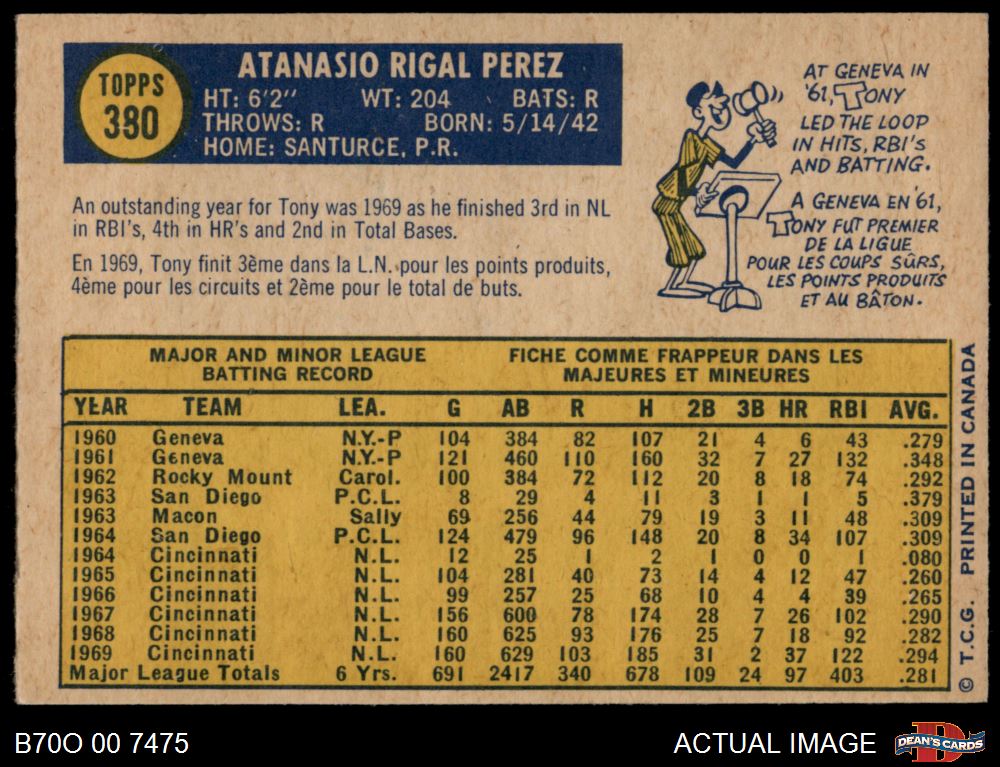 TOPPS
380
ATANASIO RIGAL PEREZ
HT: 6'2" WT: 204 BATS: R
THROWS: R BORN: 5/14/42
HOME: SANTURCE, P.R.
An outstanding year for Tony was 1969 as he finished 3rd in NL
in RBI's, 4th in HR's and 2nd in Total Bases.
En 1969, Tony finit 3ème dans la L.N. pour les points produits,
4ème pour les circuits et 2ème pour le total de buts.
AT GENEVA IN
'61, TONY
LED THE LOOP
IN HITS, RBI's
AND BATTING.
A GENEVA EN '61,
TONY FUT PREMIER
DE LA LIGUE
POUR LES COUPS SÛRS,
LES POINTS PRODUITS
ET AU BÂTON.
MAJOR AND MINOR LEAGUE
BATTING RECORD
FICHE COMME FRAPPEUR DANS LES
MAJEURES ET MINEURES
YEAR TEAM LEA. G AB R H 2B 3B HR RBI AVG.
1960 Geneva N.Y.-P 104 384 82 107 21 4 6 43 .279
1961 Geneva N.Y.-P 121 460 110 160 32 7 27 132 .348
1962 Rocky Mount Carol. 100 384 72 112 20 8 18 74 .292
1963 San Diego P.C.L. 8 29 4 11 3 1 1 5 .379
1963 Macon Sally 69 256 44 79 19 3 11 48 .309
1964 San Diego P.C.L. 124 479 96 148 20 8 34 107 .309
1964 Cincinnati N.L. 12 25 1 2 1 0 0 1 .080
1965 Cincinnati N.L. 104 281 40 73 14 4 12 47 .260
1966 Cincinnati N.L. 99 257 25 68 10 4 4 39 .265
1967 Cincinnati N.L. 156 600 78 174 28 7 26 102 .290
1968 Cincinnati N.L. 160 625 93 176 25 7 18 92 .282
1969 Cincinnati N.L. 160 629 103 185 31 2 37 122 .294
Major League Totals 6 Yrs. 691 2417 340 678 109 24 97 403 .281
© T.C.G. PRINTED IN CANADA
B70O 00 7475
ACTUAL IMAGE
DEAN'S CARDS